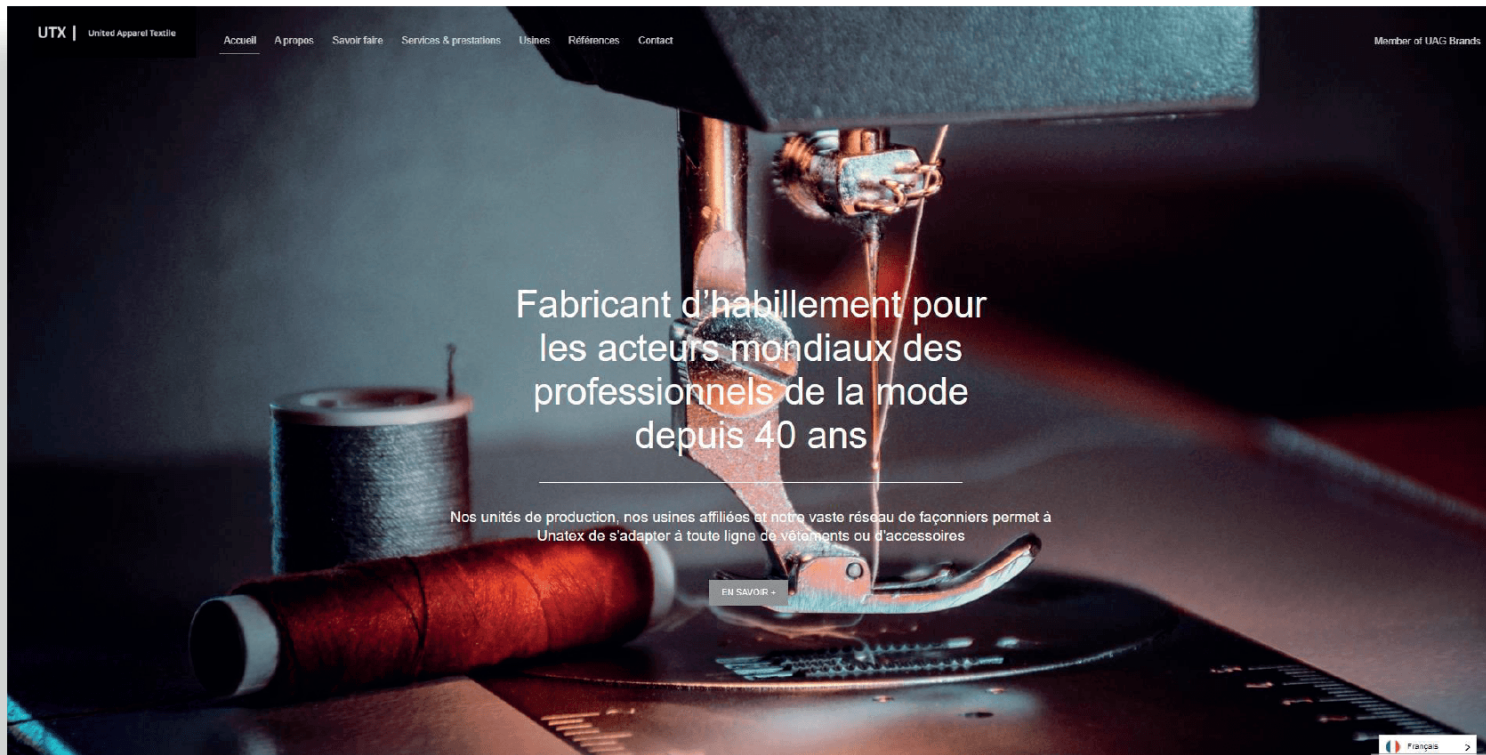 UTX | United Apparel Textile
Accueil A propos Savoir faire Services & prestations Usines Références Contact
Member of UAG Brands
Fabricant d'habillement pour
les acteurs mondiaux des
professionnels de la mode
depuis 40 ans
Nos unités de production, nos usines affiliées et notre vaste réseau de façonniers permet à
Unatex de s'adapter à toute ligne de vêtements ou d'accessoires
EN SAVOIR +
Français